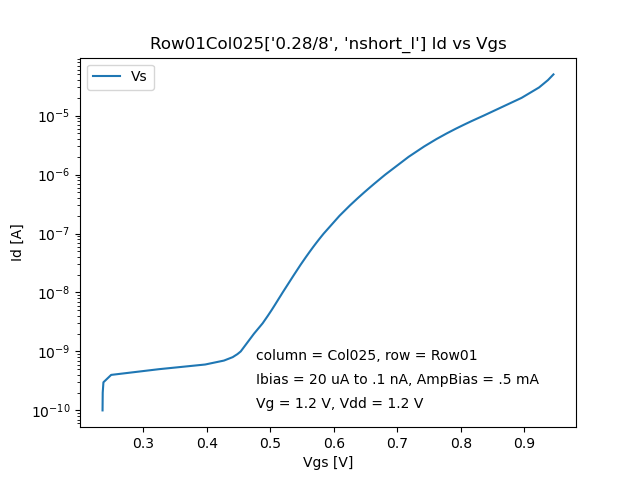 Row01Col025['0.28/8', 'nshort_l'] Id vs Vgs
Vs
10⁻⁵
10⁻⁶
10⁻⁷
10⁻⁸
10⁻⁹
10⁻¹⁰
Id [A]
column = Col025, row = Row01
Ibias = 20 uA to .1 nA, AmpBias = .5 mA
Vg = 1.2 V, Vdd = 1.2 V
0.3 0.4 0.5 0.6 0.7 0.8 0.9
Vgs [V]